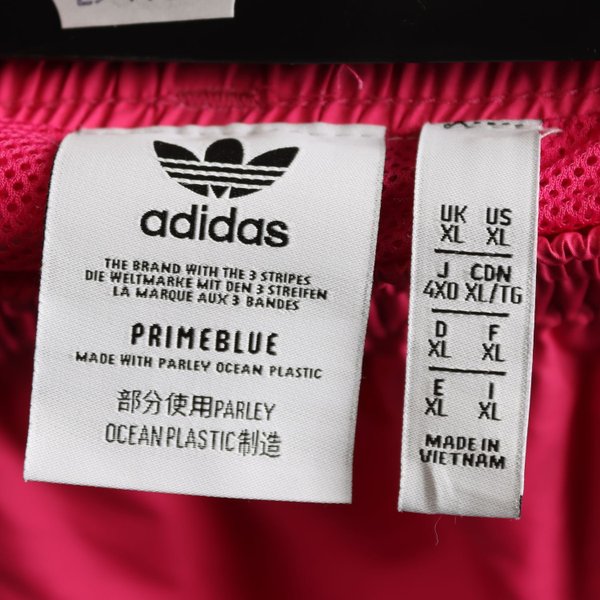 adidas
THE BRAND WITH THE 3 STRIPES
DIE WELTMARKE MIT DEN 3 STREIFEN
LA MARQUE AUX 3 BANDES
PRIMEBLUE
MADE WITH PARLEY OCEAN PLASTIC
部分使用PARLEY
OCEAN PLASTIC制造
UK US
XL XL
J CDN
4XO XL/TG
D F
XL XL
E I
XL XL
MADE IN
VIETNAM